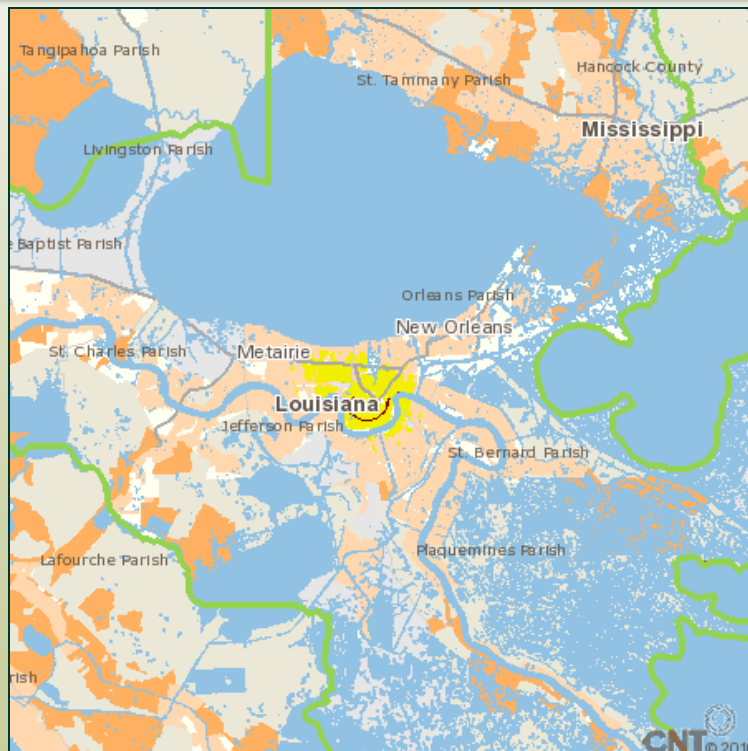 Tangipahoa Parish
Hancock County
St. Tammany Parish
Mississippi
Livingston Parish
e Baptist Parish
Orleans Parish
New Orleans
St. Charles Parish
Metairie
Louisiana
Jefferson Parish
St. Bernard Parish
Plaquemines Parish
Lafourche Parish
rish
CNT © 201